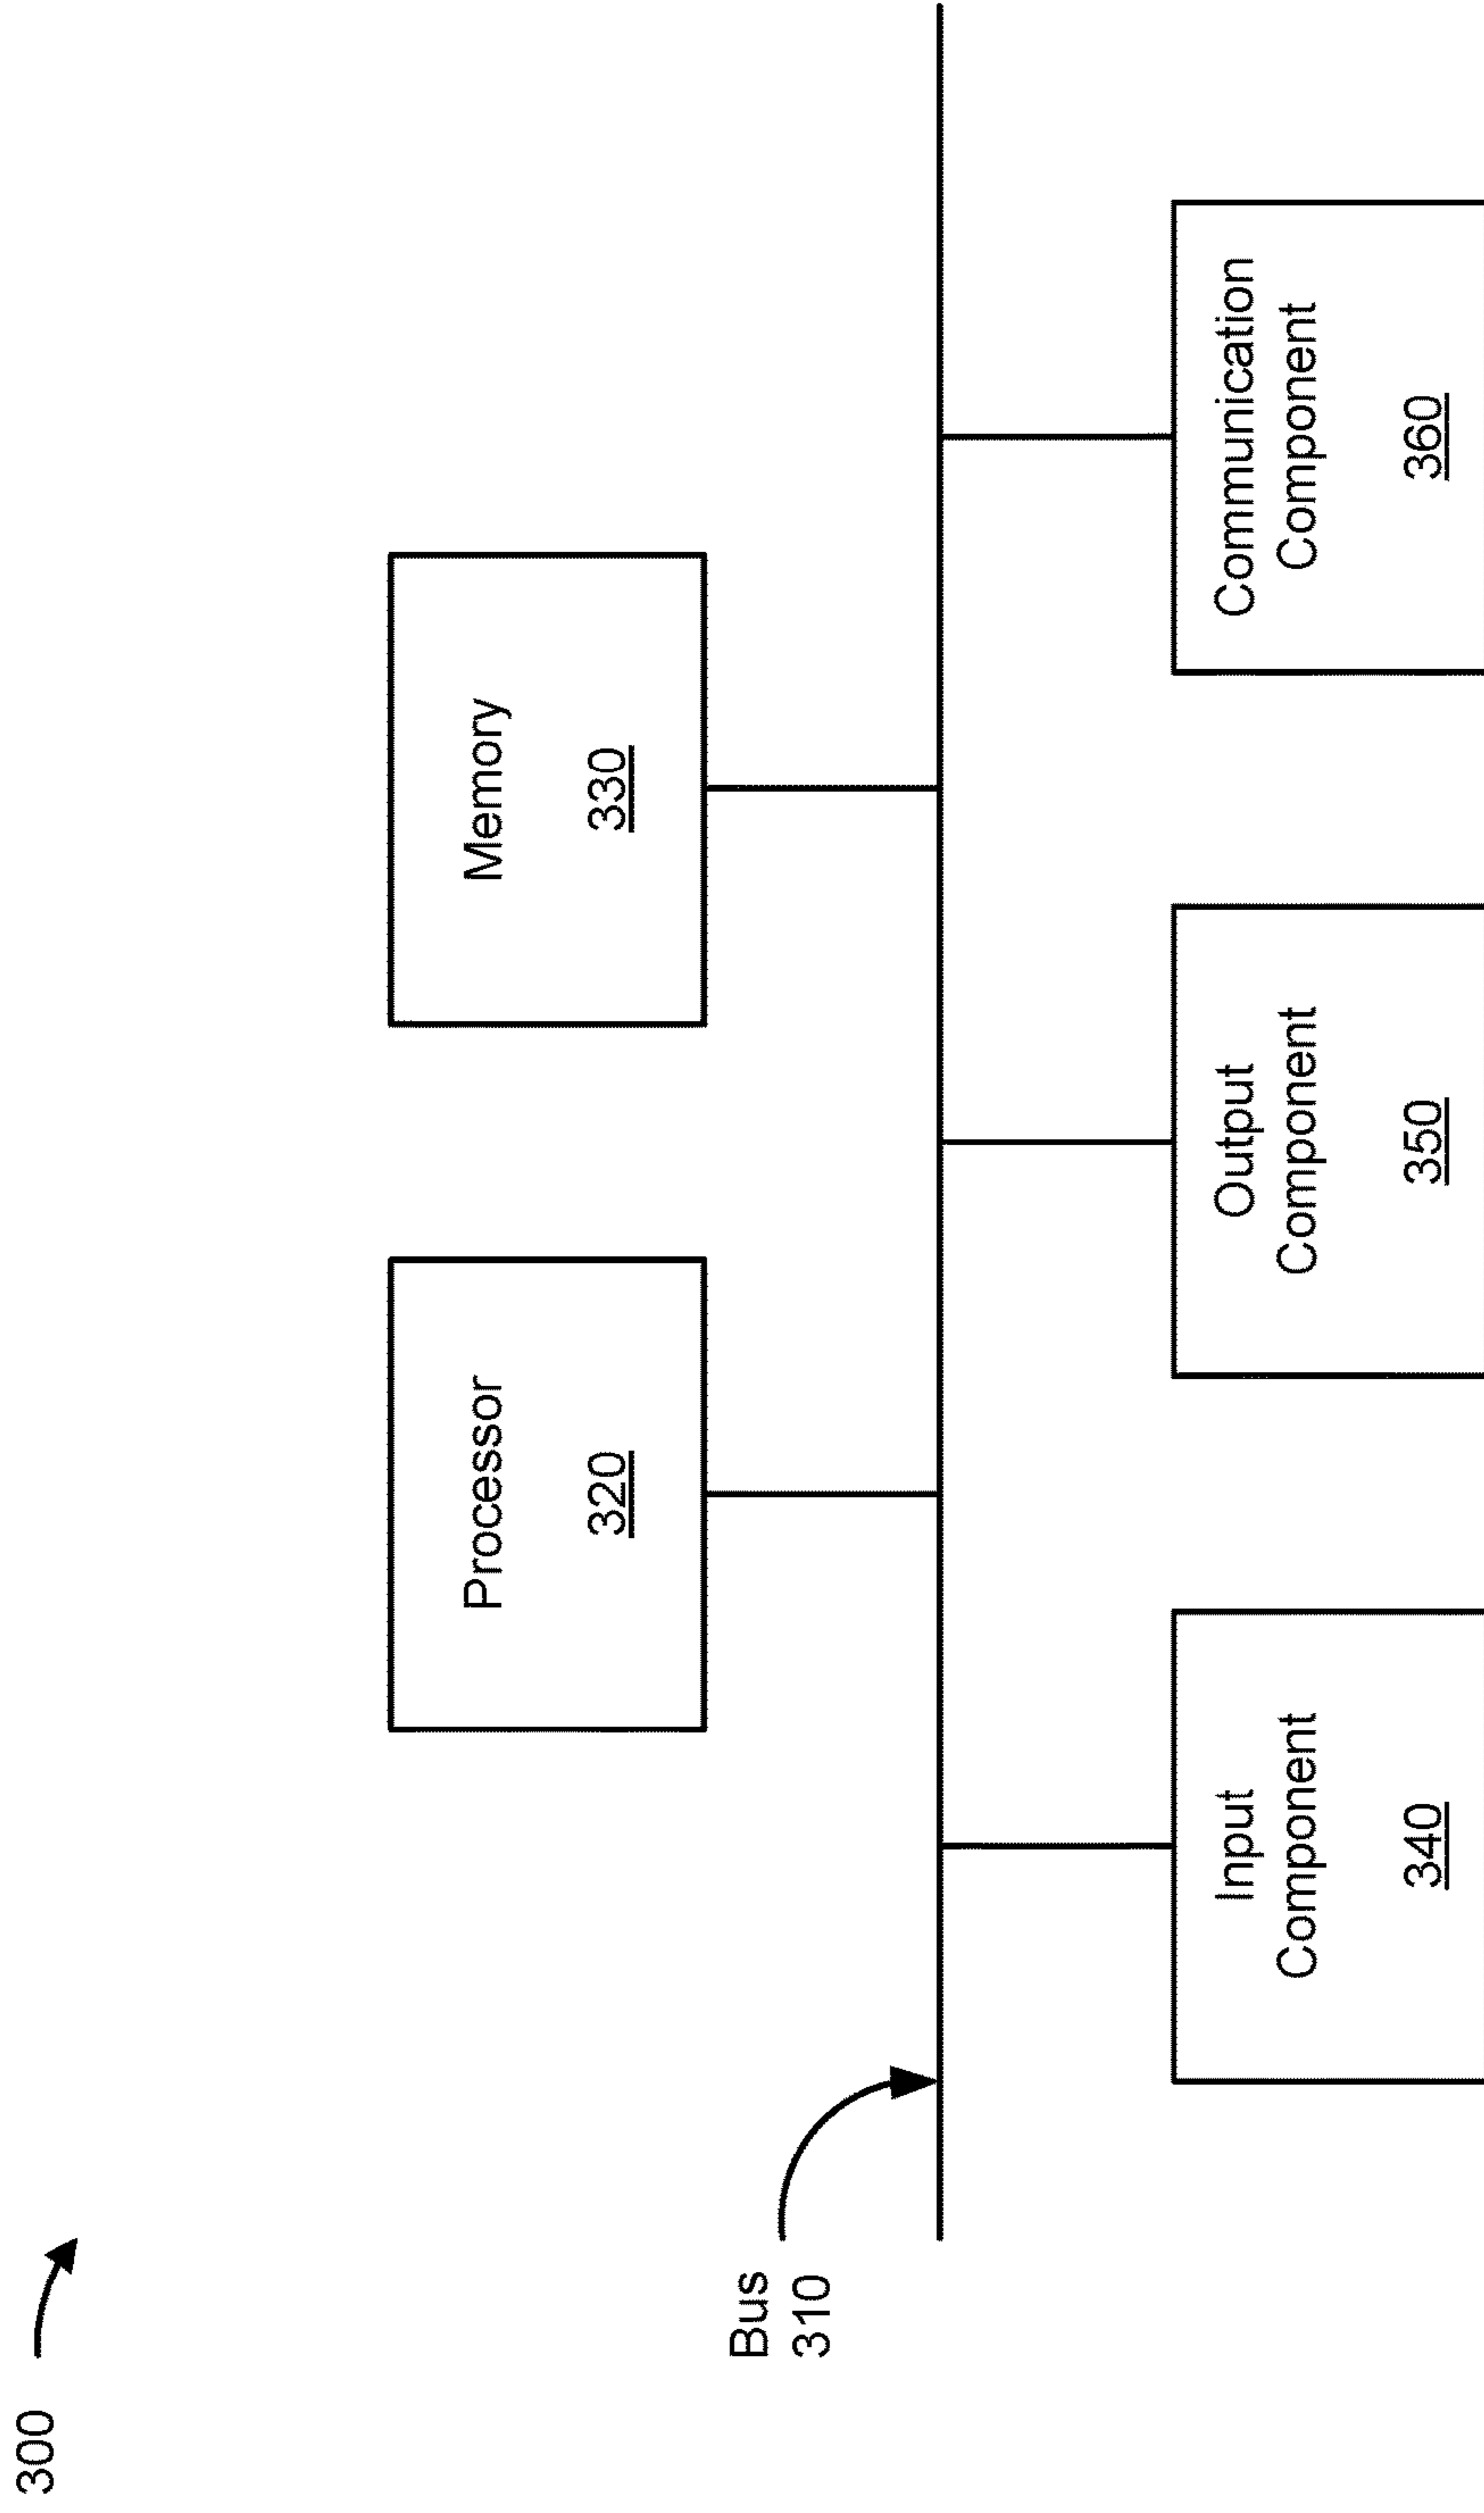 300
Processor
320
Memory
330
Bus
310
Input
Component
340
Output
Component
350
Communication
Component
360